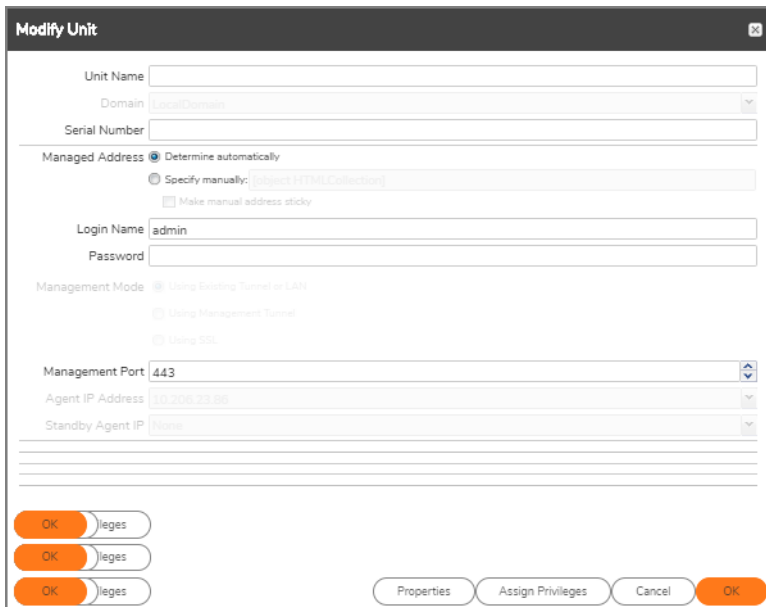 Modify Unit
Unit Name
Domain LocalDomain
Serial Number
Managed Address Determine automatically
Specify manually: [object HTMLCollection]
Make manual address sticky
Login Name admin
Password
Management Mode Using Existing Tunnel or LAN
Using Management Tunnel
Using SSL
Management Port 443
Agent IP Address 10.206.23.86
Standby Agent IP None
OK leges
OK leges
OK leges Properties Assign Privileges Cancel OK